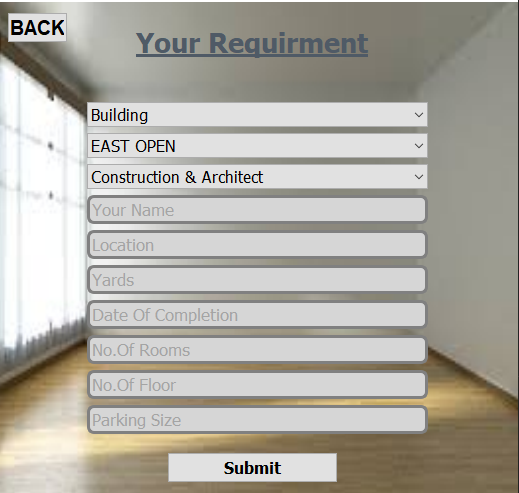 BACK
Your Requirment
Building
EAST OPEN
Construction & Architect
Your Name
Location
Yards
Date Of Completion
No.Of Rooms
No.Of Floor
Parking Size
Submit